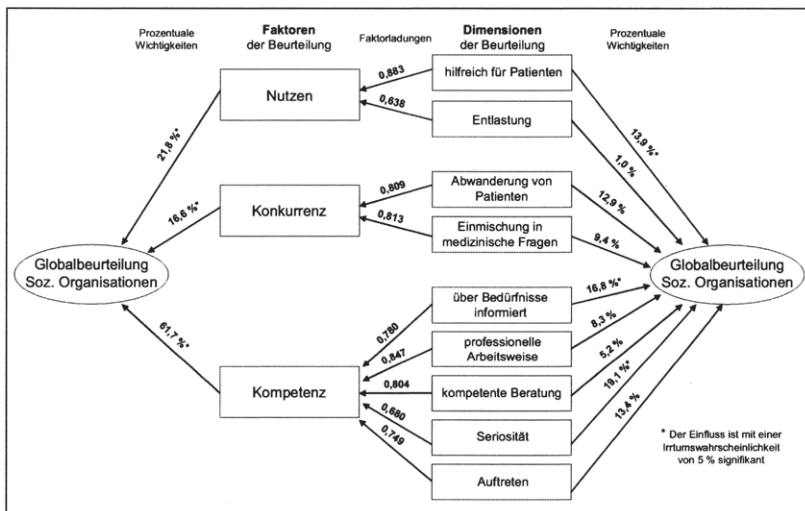 Prozentuale
Wichtigkeiten
Faktoren
der Beurteilung
Faktorladungen
Dimensionen
der Beurteilung
Prozentuale
Wichtigkeiten
Nutzen
Konkurrenz
Kompetenz
21,8 %*
16,6 %*
61,7 %*
Globalbeurteilung
Soz. Organisationen
0,883
0,638
0,809
0,813
0,780
0,847
0,804
0,680
0,749
hilfreich für Patienten
Entlastung
Abwanderung von
Patienten
Einmischung in
medizinische Fragen
über Bedürfnisse
informiert
professionelle
Arbeitsweise
kompetente Beratung
Seriosität
Auftreten
13,9 %*
1,0 %
12,9 %
9,4 %
16,8 %*
8,3 %
5,2 %
19,1 %*
13,4 %
Globalbeurteilung
Soz. Organisationen
* Der Einfluss ist mit einer
Irrtumswahrscheinlichkeit
von 5 % signifikant